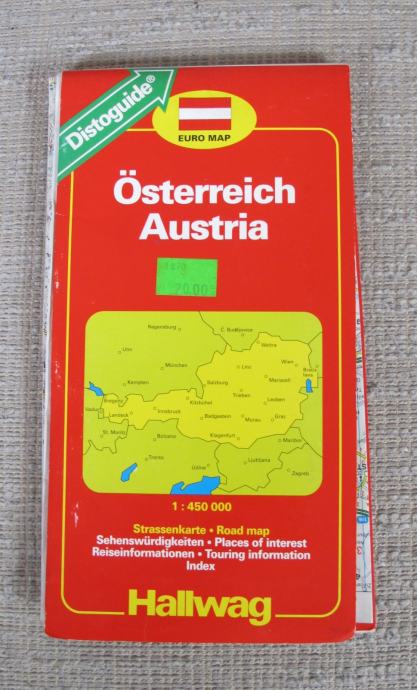 Distoguide®
EURO MAP
Österreich
Austria
20.00
Regensburg
Č. Budějovice
Weitra
Ulm
München
Linz
Wien
Kempten
Salzburg
Mariazell
Trieben
Bregenz
Kitzbühel
Leoben
Vaduz
Landeck
Innsbruck
Badgastein
Murau
Graz
St. Moritz
Bolzano
Klagenfurt
Maribor
Trento
Udine
Ljubljana
Zagreb
1 : 450 000
Strassenkarte • Road map
Sehenswürdigkeiten • Places of interest
Reiseinformationen • Touring information
Index
Hallwag